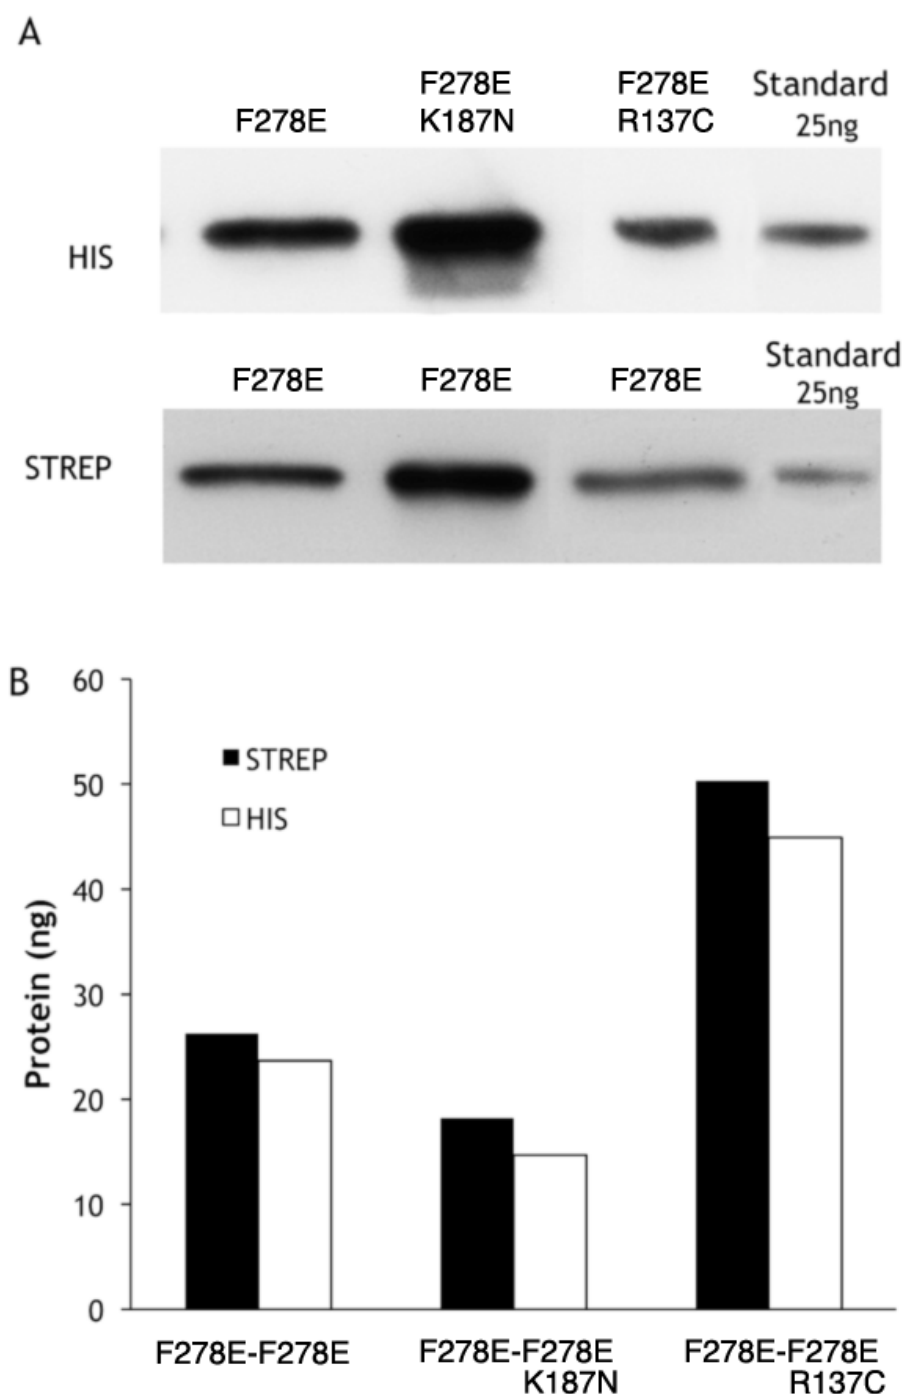 A
F278E
F278E
K187N
F278E
R137C
Standard
25ng
HIS
F278E
F278E
F278E
Standard
25ng
STREP
B
60
50
40
30
20
10
0
Protein (ng)
STREP
HIS
F278E-F278E
F278E-F278E
K187N
F278E-F278E
R137C